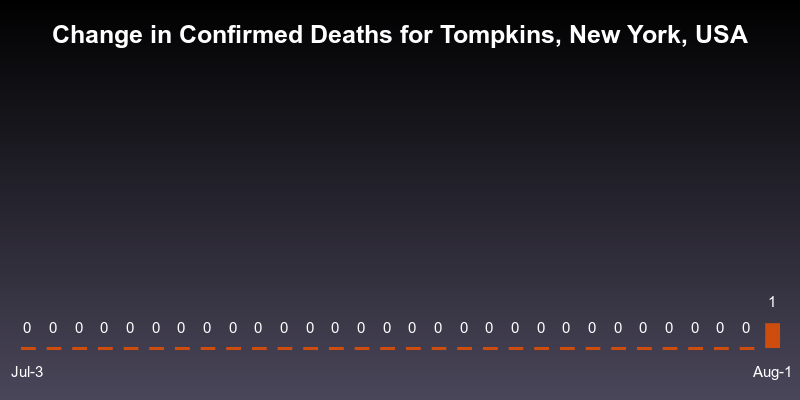 Change in Confirmed Deaths for Tompkins, New York, USA
1
0 0 0 0 0 0 0 0 0 0 0 0 0 0 0 0 0 0 0 0 0 0 0 0 0 0 0 0 0
Jul-3 Aug-1